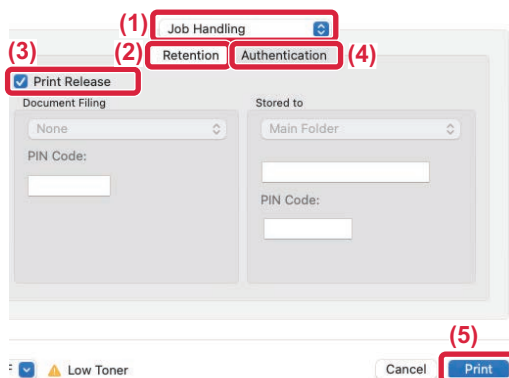 (1) Job Handling
(3) (2) Retention Authentication (4)
Print Release
Document Filing Stored to
None Main Folder
PIN Code:
PIN Code:
(5)
Low Toner Cancel Print